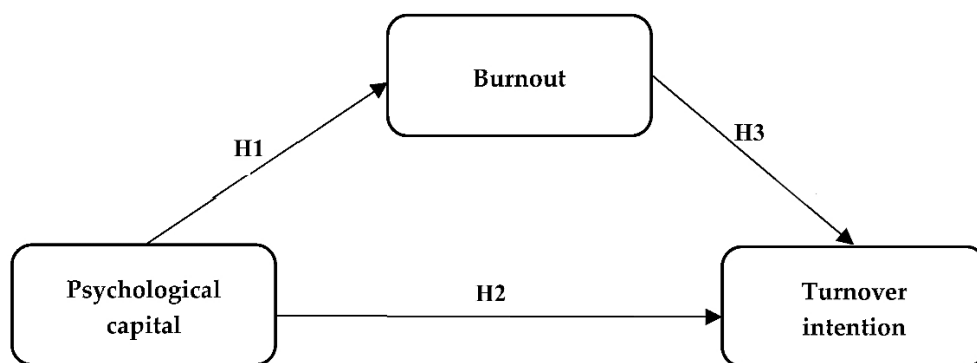 Burnout
H1
H3
Psychological
capital
H2
Turnover
intention